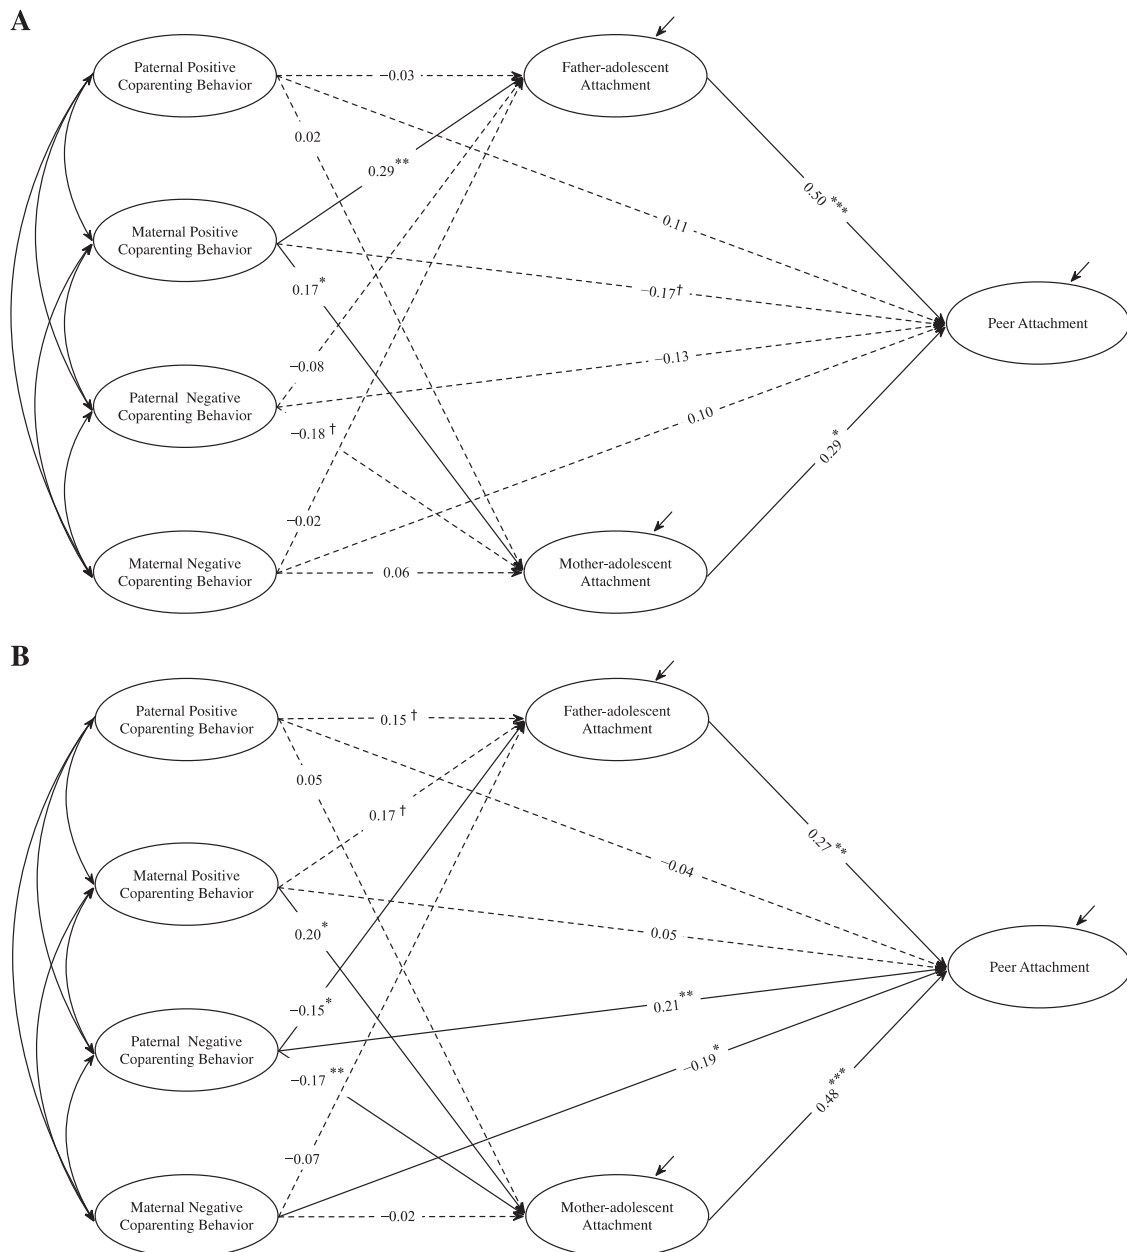 A
Paternal Positive
Coparenting Behavior
Father-adolescent
Attachment
−0.03
0.02
0.29**
0.50***
0.11
Maternal Positive
Coparenting Behavior
0.17*
−0.17†
Peer Attachment
−0.08
−0.13
Paternal Negative
Coparenting Behavior
0.10
−0.18†
0.29*
−0.02
Maternal Negative
Coparenting Behavior
0.06
Mother-adolescent
Attachment
B
Paternal Positive
Coparenting Behavior
Father-adolescent
Attachment
0.15†
0.05
0.17†
0.27**
−0.04
Maternal Positive
Coparenting Behavior
0.20*
0.05
Peer Attachment
−0.15*
0.21**
Paternal Negative
Coparenting Behavior
−0.19*
−0.17**
0.48***
−0.07
Maternal Negative
Coparenting Behavior
−0.02
Mother-adolescent
Attachment